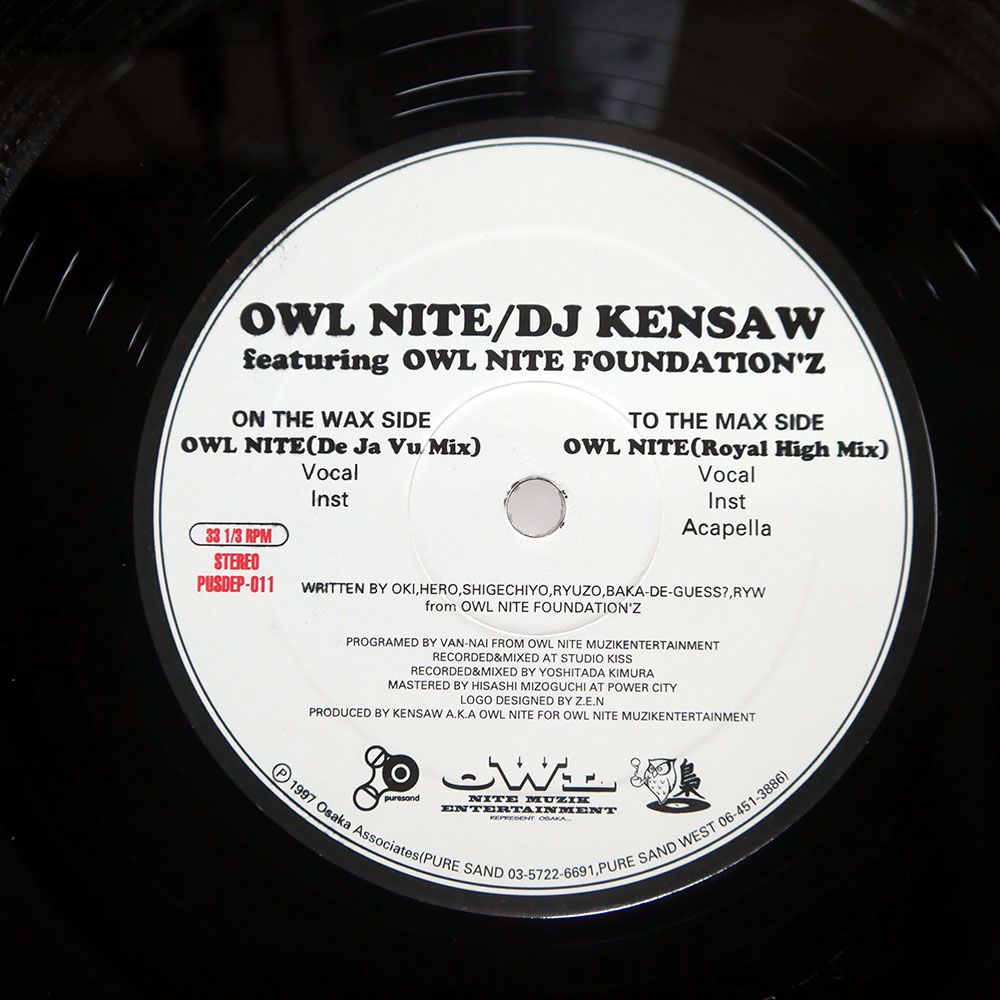 OWL NITE/DJ KENSAW
featuring OWL NITE FOUNDATION'Z
ON THE WAX SIDE
OWL NITE(De Ja Vu Mix)
Vocal
Inst
TO THE MAX SIDE
OWL NITE(Royal High Mix)
Vocal
Inst
Acapella
33 1/3 RPM
STEREO
PUSDEP-011
WRITTEN BY OKI,HERO,SHIGECHIYO,RYUZO,BAKA-DE-GUESS?,RYW
from OWL NITE FOUNDATION'Z
PROGRAMED BY VAN-NAI FROM OWL NITE MUZIKENTERTAINMENT
RECORDED&MIXED AT STUDIO KISS
RECORDED&MIXED BY YOSHITADA KIMURA
MASTERED BY HISASHI MIZOGUCHI AT POWER CITY
LOGO DESIGNED BY Z.E.N
PRODUCED BY KENSAW A.K.A OWL NITE FOR OWL NITE MUZIKENTERTAINMENT
puresand
OWL
NITE MUZIK
ENTERTAINMENT
REPRESENT OSAKA...
梟
Ⓟ 1997 Osaka Associates(PURE SAND 03-5722-6691,PURE SAND WEST 06-451-3886)